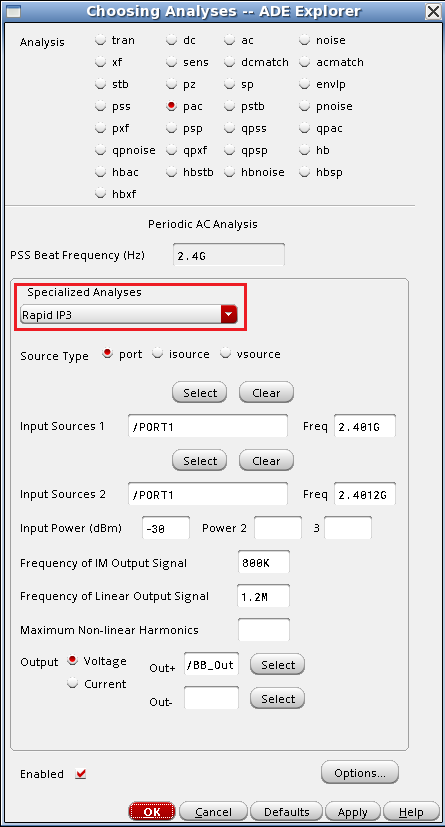 Choosing Analyses -- ADE Explorer
Analysis tran dc ac noise
xf sens dcmatch acmatch
stb pz sp envlp
pss pac pstb pnoise
pxf psp qpss qpac
qpnoise qpxf qpsp hb
hbac hbstb hbnoise hbsp
hbxf
Periodic AC Analysis
PSS Beat Frequency (Hz) 2.4G
Specialized Analyses
Rapid IP3
Source Type port isource vsource
Select Clear
Input Sources 1 /PORT1 Freq 2.401G
Select Clear
Input Sources 2 /PORT1 Freq 2.4012G
Input Power (dBm) -30 Power 2 3
Frequency of IM Output Signal 800K
Frequency of Linear Output Signal 1.2M
Maximum Non-linear Harmonics
Output Voltage Out+ /BB_Out Select
Current Out- Select
Enabled Options...
OK Cancel Defaults Apply Help